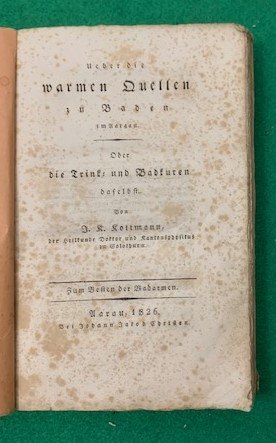 Ueber die
warmen Quellen
zu Baden
im Aargau.
Oder
die Trink- und Badkuren
daselbst.
Von
J. K. Kottmann,
der Heilkunde Doktor und Kantonsphysikus
in Solothurn.
Zum Besten der Badarmen.
Aarau, 1826.
Bei Johann Jakob Christen.